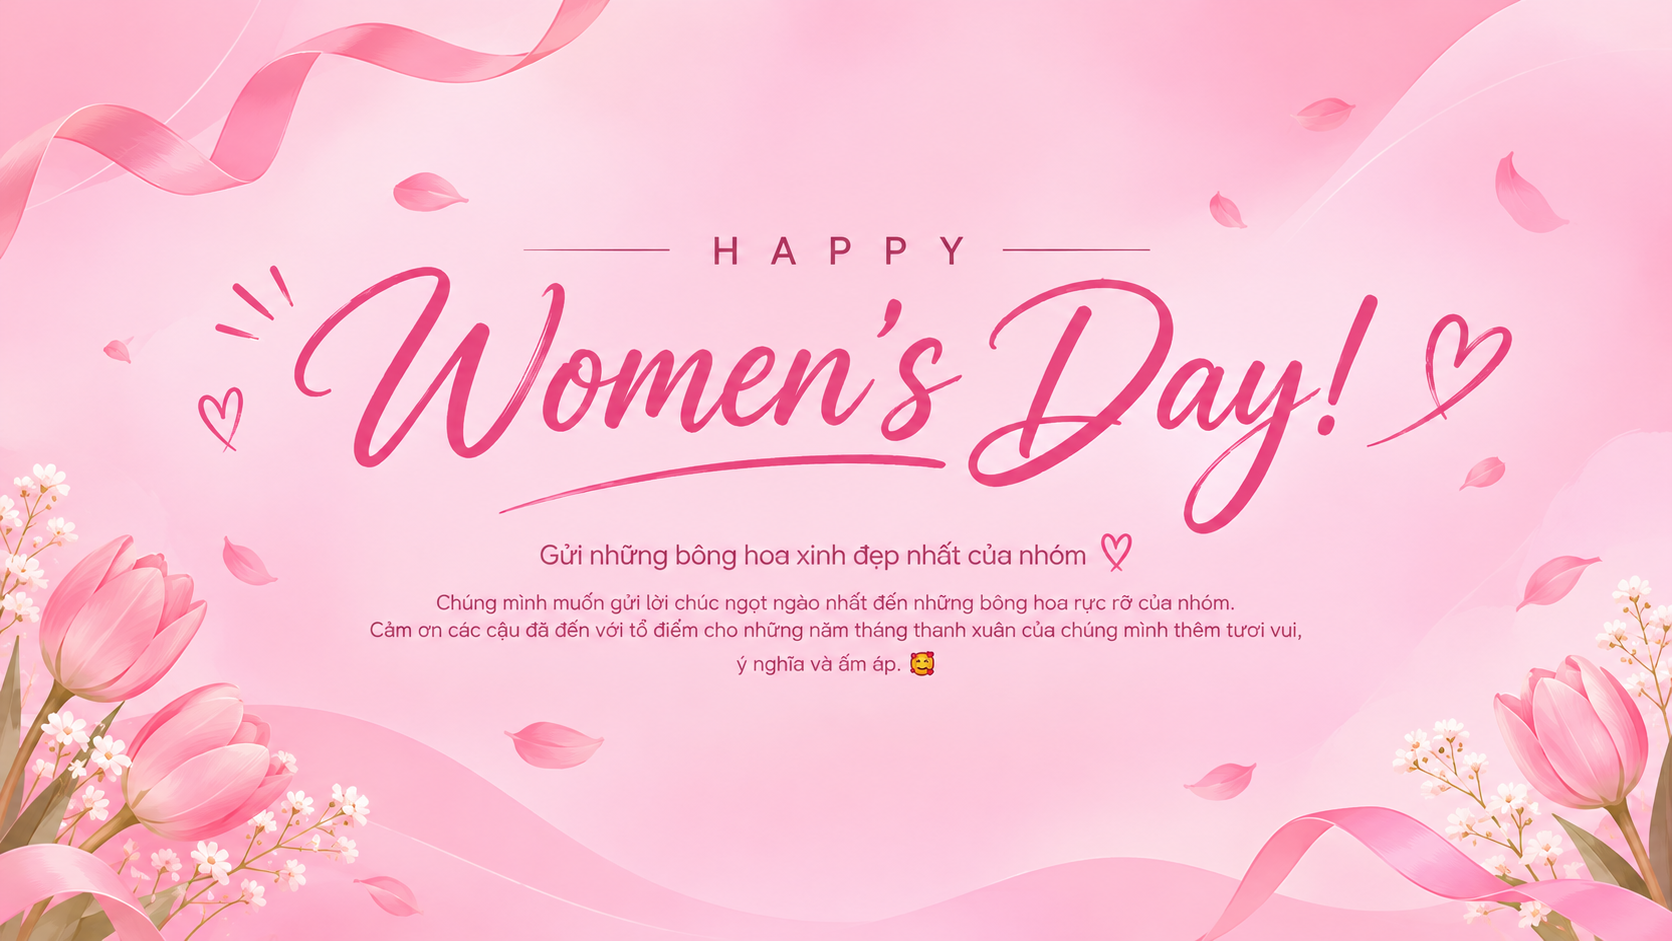 HAPPY
Women's Day!
Gửi những bông hoa xinh đẹp nhất của nhóm
Chúng mình muốn gửi lời chúc ngọt ngào nhất đến những bông hoa rực rỡ của nhóm.
Cảm ơn các cậu đã đến với tổ điểm cho những năm tháng thanh xuân của chúng mình thêm tươi vui,
ý nghĩa và ấm áp. 🥰